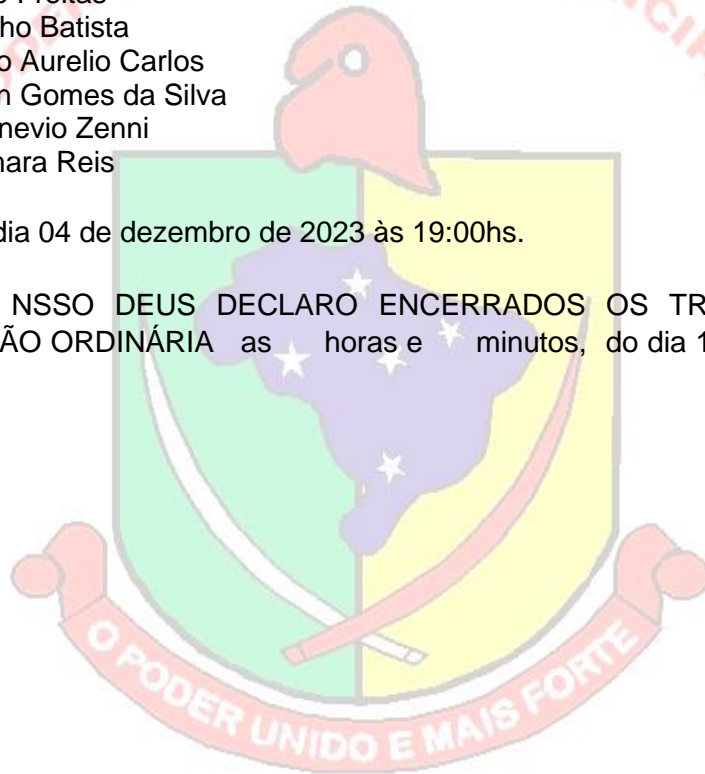 Freitas
ho Batista
o Aurelio Carlos
n Gomes da Silva
nevio Zenni
nara Reis
dia 04 de dezembro de 2023 às 19:00hs.
NSSO DEUS DECLARO ENCERRADOS OS TR
ÃO ORDINÁRIA as horas e minutos, do dia 1
O PODER UNIDO E MAIS FORTE